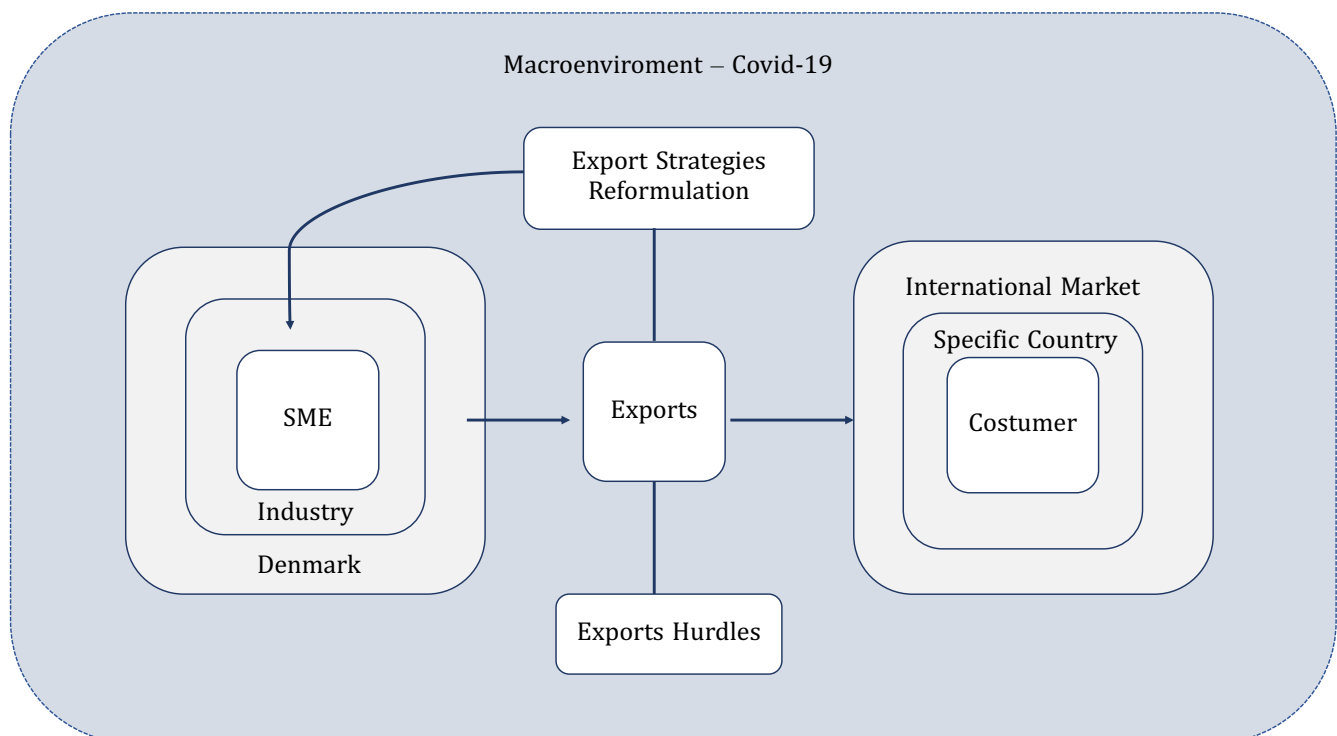 Macroenviroment – Covid-19
Export Strategies
Reformulation
International Market
Specific Country
SME
Exports
Costumer
Industry
Denmark
Exports Hurdles